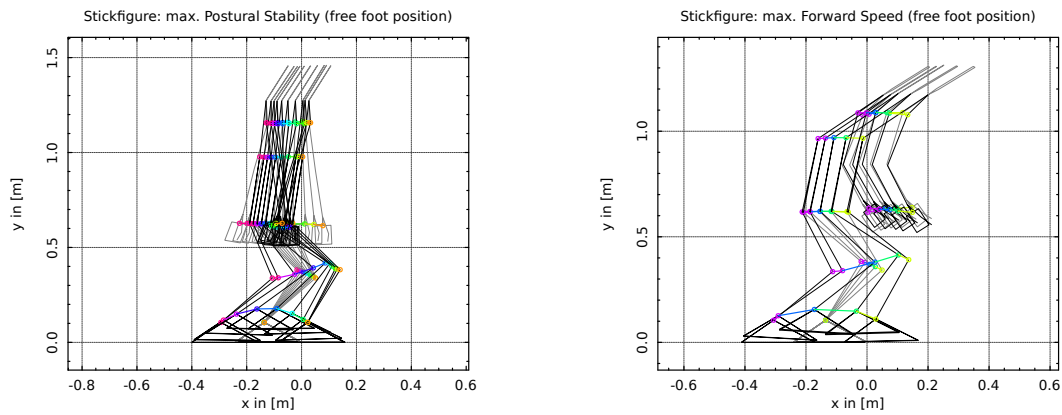 Stickfigure: max. Postural Stability (free foot position)
1.5
1.0
0.5
0.0
y in [m]
-0.8 -0.6 -0.4 -0.2 0.0 0.2 0.4 0.6
x in [m]
Stickfigure: max. Forward Speed (free foot position)
1.0
0.5
0.0
y in [m]
-0.6 -0.4 -0.2 0.0 0.2 0.4 0.6
x in [m]